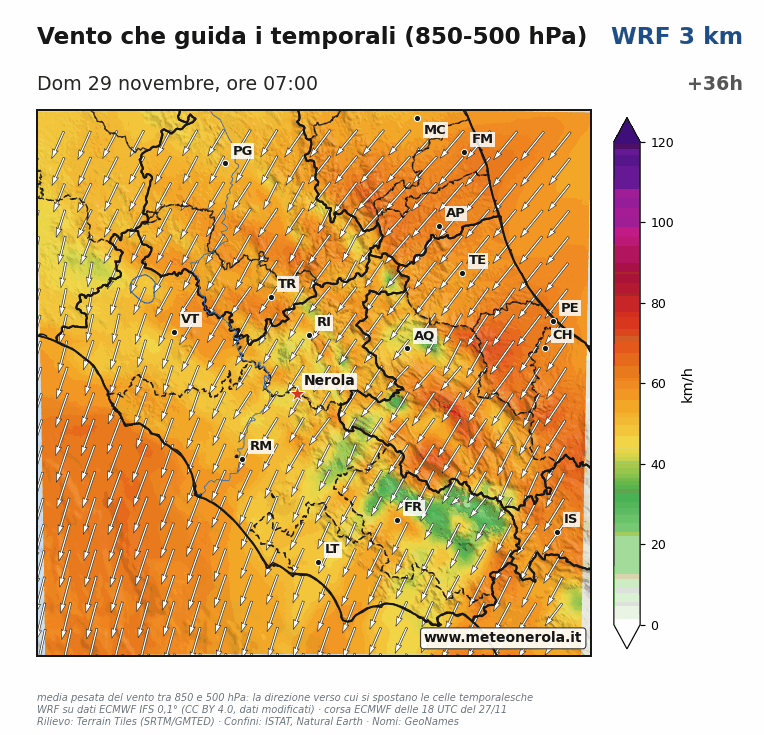 Vento che guida i temporali (850-500 hPa) WRF 3 km
Dom 29 novembre, ore 07:00 +36h
MC
FM
PG
AP
TE
TR
PE
VT
RI
AQ
CH
Nerola
RM
FR
IS
LT
www.meteonerola.it
120
100
80
60
40
20
0
km/h
media pesata del vento tra 850 e 500 hPa: la direzione verso cui si spostano le celle temporalesche
WRF su dati ECMWF IFS 0,1° (CC BY 4.0, dati modificati) · corsa ECMWF delle 18 UTC del 27/11
Rilievo: Terrain Tiles (SRTM/GMTED) · Confini: ISTAT, Natural Earth · Nomi: GeoNames